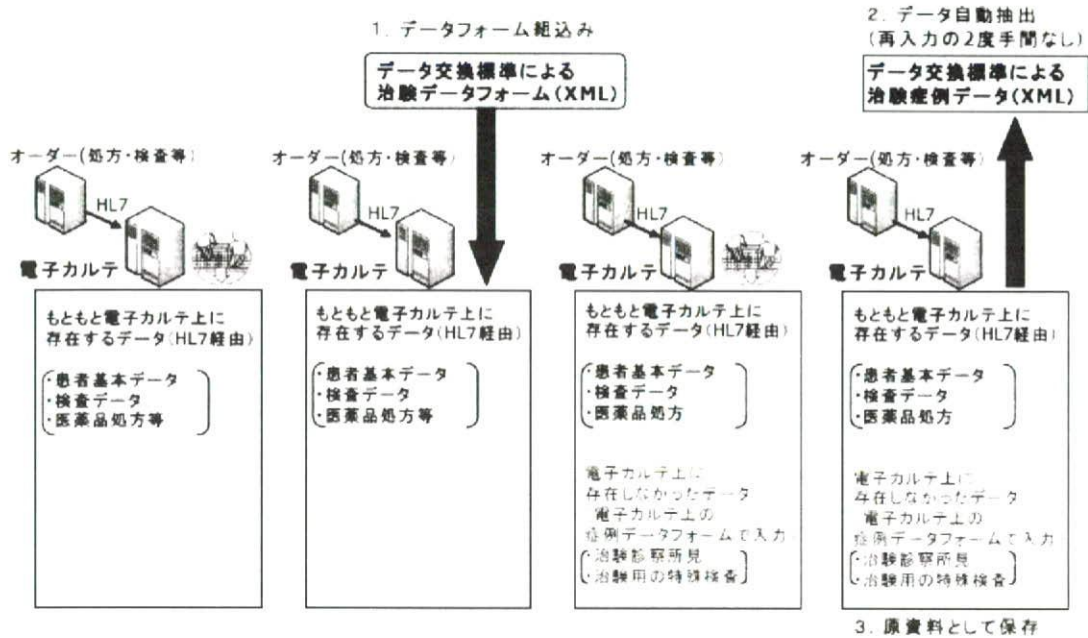 1. データフォーム組込み
データ交換標準による
治験データフォーム(XML)
2. データ自動抽出
(再入力の2度手間なし)
データ交換標準による
治験症例データ(XML)
オーダー(処方・検査等)
HL7
電子カルテ
もともと電子カルテ上に
存在するデータ(HL7経由)
・患者基本データ
・検査データ
・医薬品処方等
オーダー(処方・検査等)
HL7
電子カルテ
もともと電子カルテ上に
存在するデータ(HL7経由)
・患者基本データ
・検査データ
・医薬品処方等
オーダー(処方・検査等)
HL7
電子カルテ
もともと電子カルテ上に
存在するデータ(HL7経由)
・患者基本データ
・検査データ
・医薬品処方
電子カルテ上に
存在しなかったデータ
電子カルテ上の
症例データフォームで入力
・治験診察所見
・治験用の特殊検査
オーダー(処方・検査等)
HL7
電子カルテ
もともと電子カルテ上に
存在するデータ(HL7経由)
・患者基本データ
・検査データ
・医薬品処方
電子カルテ上に
存在しなかったデータ
電子カルテ上の
症例データフォームで入力
・治験診察所見
・治験用の特殊検査
3. 原資料として保存